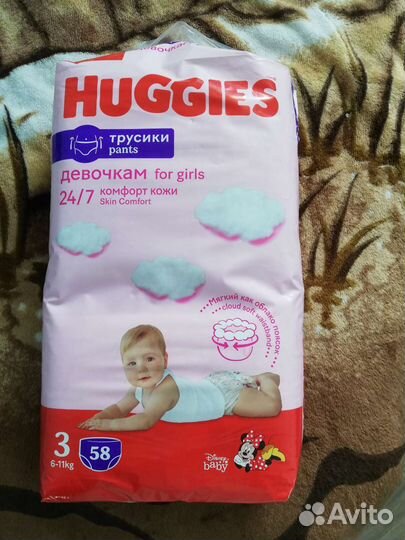 девочкам
HUGGIES
трусики
pants
девочкам for girls
24/7 комфорт кожи
Skin Comfort
Мягкий как облако поясок
cloud soft waistband
3
6-11kg
58
Disney
baby
Avito